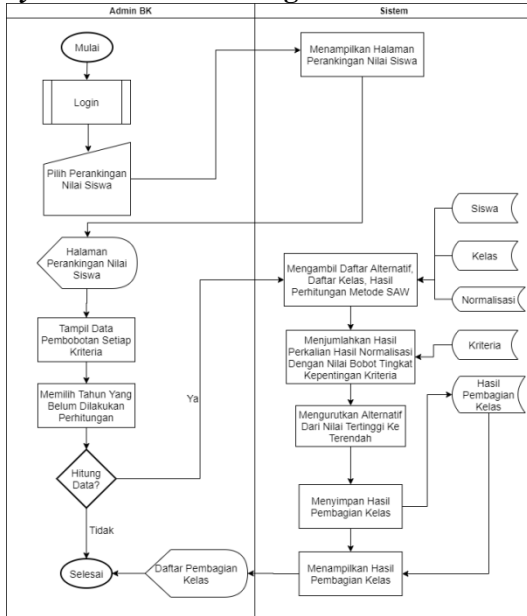 Admin BK
Sistem
Mulai
Login
Pilih Perankingan
Nilai Siswa
Menampilkan Halaman
Perankingan Nilai Siswa
Halaman
Perankingan Nilai
Siswa
Tampil Data
Pembobotan Setiap
Kriteria
Memilih Tahun Yang
Belum Dilakukan
Perhitungan
Hitung
Data?
Ya
Tidak
Selesai
Siswa
Kelas
Normalisasi
Mengambil Daftar Alternatif,
Daftar Kelas, Hasil
Perhitungan Metode SAW
Kriteria
Menjumlahkan Hasil
Perkalian Hasil Normalisasi
Dengan Nilai Bobot Tingkat
Kepentingan Kriteria
Hasil
Pembagian
Kelas
Mengurutkan Alternatif
Dari Nilai Tertinggi Ke
Terendah
Menyimpan Hasil
Pembagian Kelas
Menampilkan Hasil
Pembagian Kelas
Daftar Pembagian
Kelas